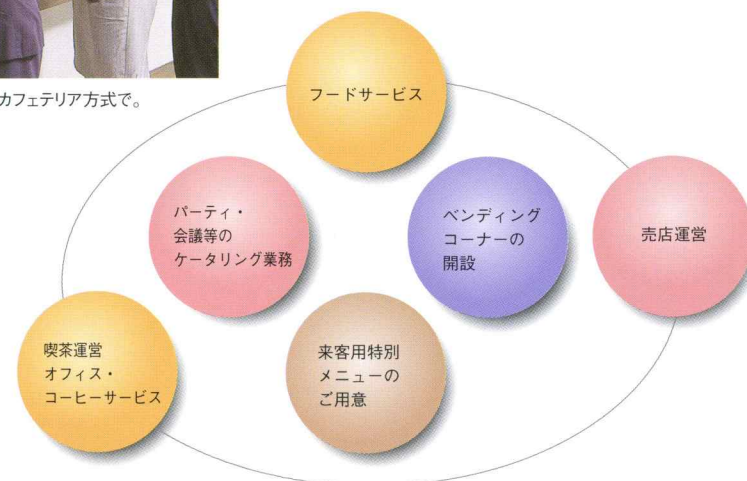 カフェテリア方式で。
フードサービス
パーティ・
会議等の
ケータリング業務
ベンディング
コーナーの
開設
売店運営
喫茶運営
オフィス・
コーヒーサービス
来客用特別
メニューの
ご用意